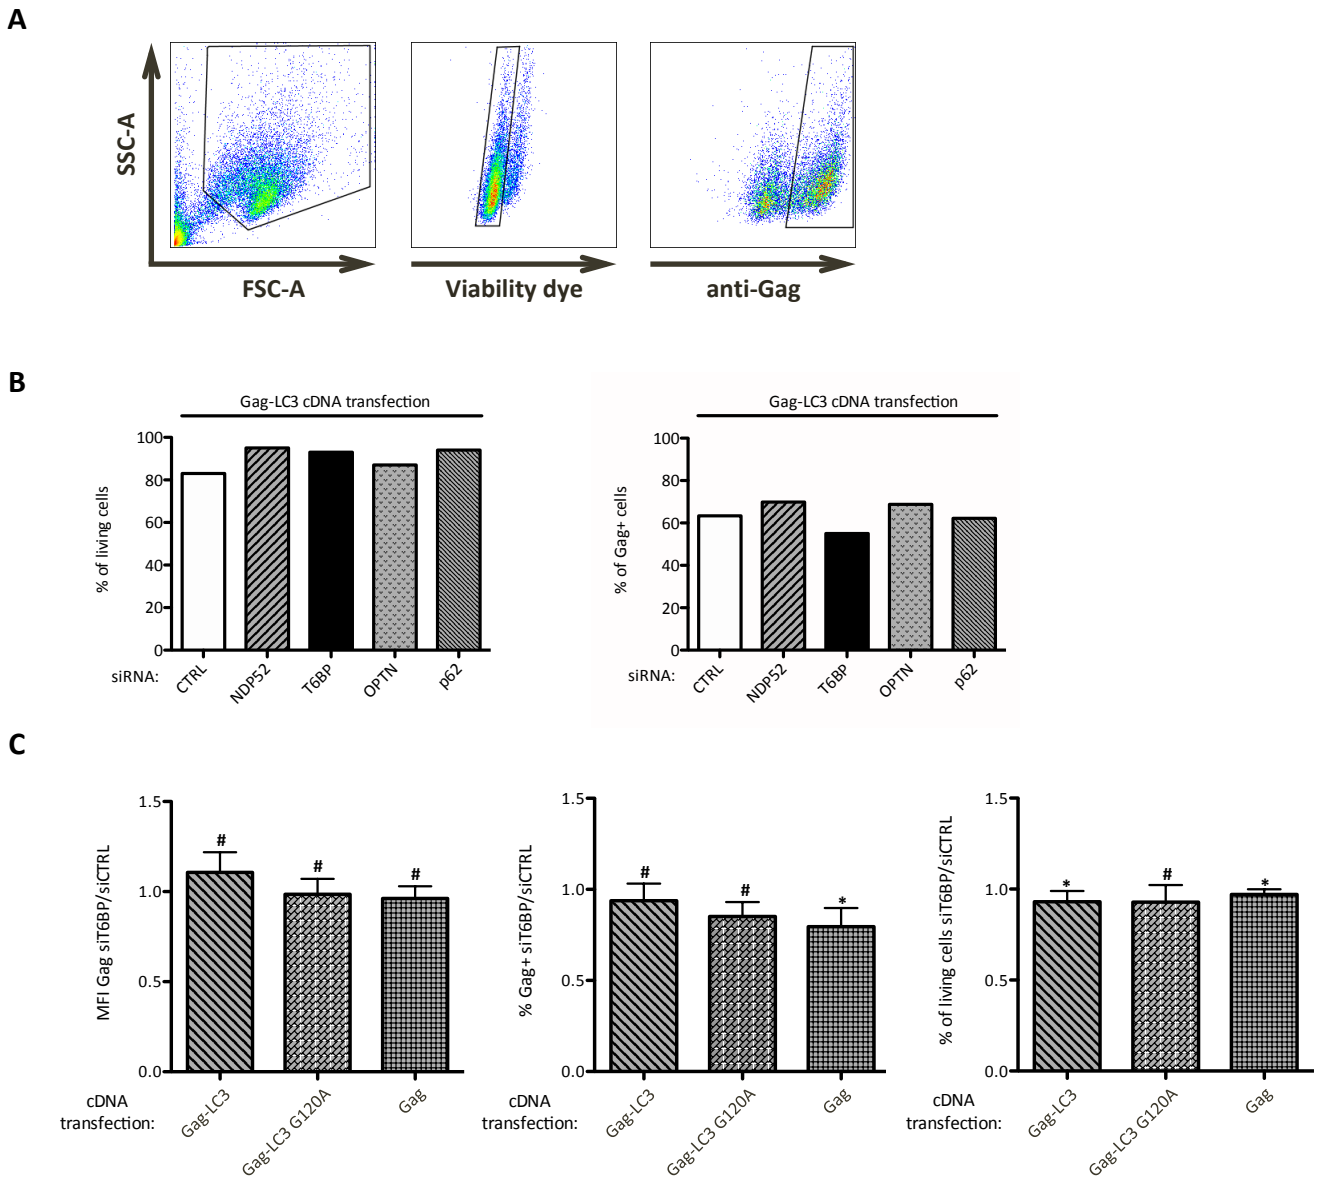 A
SSC-A
FSC-A
Viability dye
anti-Gag
B
Gag-LC3 cDNA transfection
% of living cells
100
80
60
40
20
0
siRNA:
CTRL
NDP52
T6BP
OPTN
p62
Gag-LC3 cDNA transfection
% of Gag+ cells
100
80
60
40
20
0
siRNA:
CTRL
NDP52
T6BP
OPTN
p62
C
MFI Gag siT6BP/siCTRL
1.5
1.0
0.5
0.0
#
#
#
cDNA
transfection:
Gag-LC3
Gag-LC3 G120A
Gag
% Gag+ siT6BP/siCTRL
1.5
1.0
0.5
0.0
#
#
*
cDNA
transfection:
Gag-LC3
Gag-LC3 G120A
Gag
% of living cells siT6BP/siCTRL
1.5
1.0
0.5
0.0
*
#
*
cDNA
transfection:
Gag-LC3
Gag-LC3 G120A
Gag